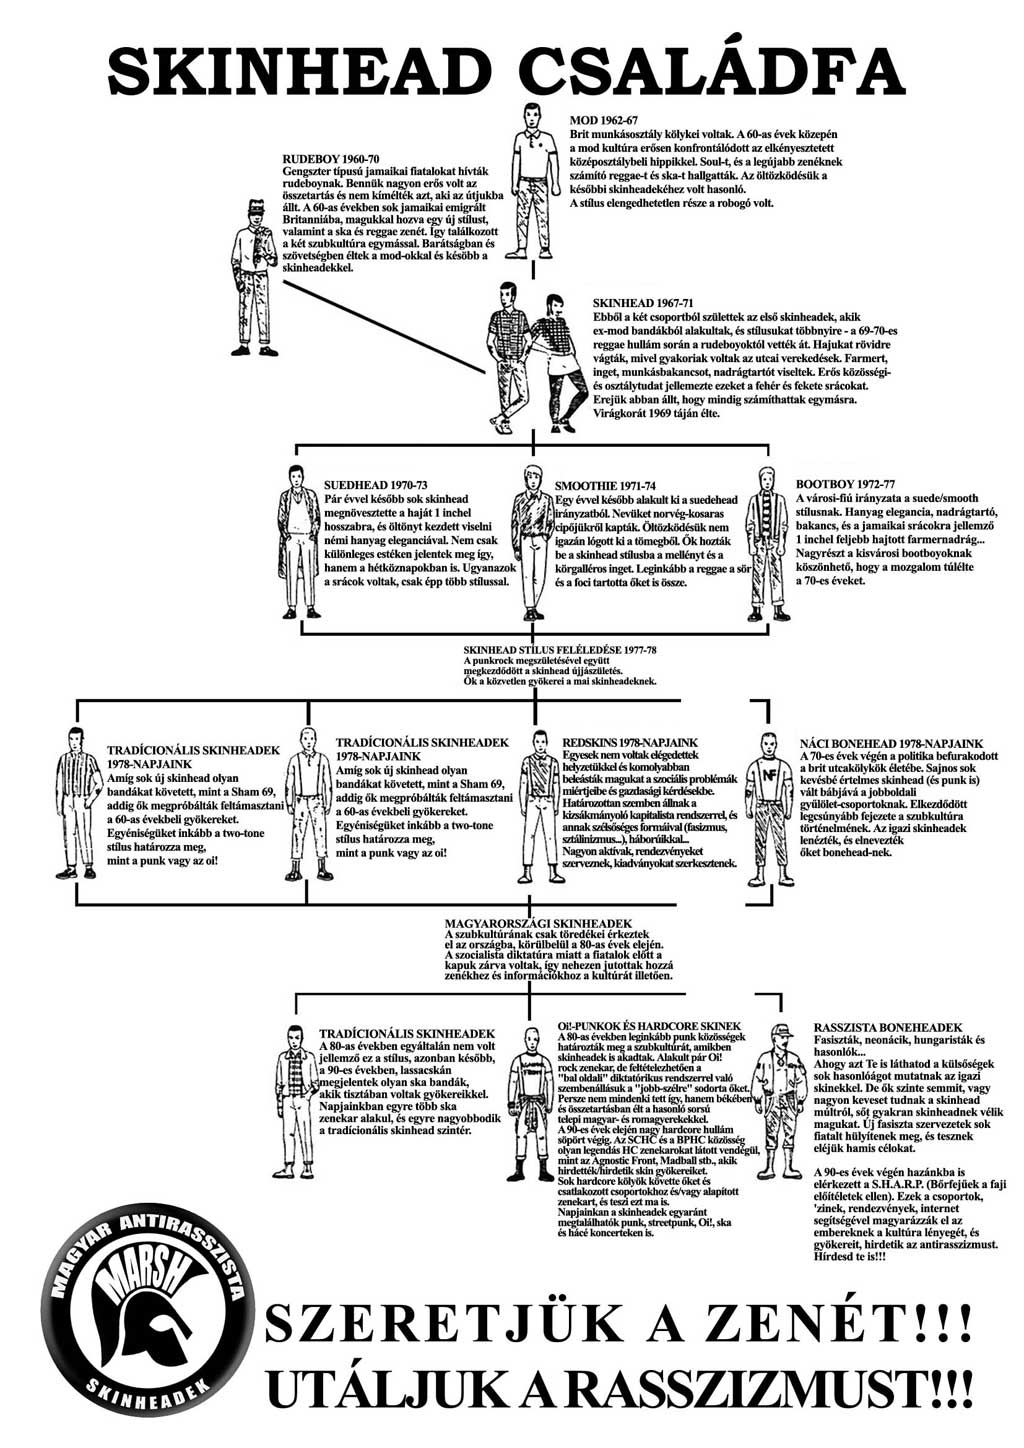 SKINHEAD CSALÁDFA
MOD 1962-67
Brit munkásosztály kölykei voltak. A 60-as évek közepén
a mod kultúra erősen konfrontálódott az elkényesztetett
középosztálybeli hippikkel. Soul-t, és a legújabb zenéknek
számító reggae-t és ska-t hallgatták. Az öltözködésük a
későbbi skinheadekéhez volt hasonló.
A stílus elengedhetetlen része a robogó volt.
RUDEBOY 1960-70
Gengszter típusú jamaikai fiatalokat hívták
rudeboynak. Bennük nagyon erős volt az
összetartás és nem kímélték azt, aki az útjukba
állt. A 60-as években sok jamaikai emigrált
Britanniába, magukkal hozva egy új stílust,
valamint a ska és reggae zenét. Így találkozott
a két szubkultúra egymással. Barátságban és
szövetségben éltek a mod-okkal és később a
skinheadekkel.
SKINHEAD 1967-71
Ebből a két csoportból születtek az első skinheadek, akik
ex-mod bandákból alakultak, és stílusukat többnyire - a 69-70-es
reggae hullám során a rudeboyoktól vették át. Hajukat rövidre
vágták, mivel gyakoriak voltak az utcai verekedések. Farmert,
inget, munkásbakancsot, nadrágtartót viseltek. Erős közösségi-
és osztálytudat jellemezte ezeket a fehér és fekete srácokat.
Erejük abban állt, hogy mindig számíthattak egymásra.
Virágkorát 1969 táján élte.
SUEDHEAD 1970-73
Pár évvel később sok skinhead
megnövesztette a haját 1 inchel
hosszabra, és öltönyt kezdett viselni
némi hanyag eleganciával. Nem csak
különleges estéken jelentek meg így,
hanem a hétköznapokban is. Ugyanazok
a srácok voltak, csak épp több stílussal.
SMOOTHIE 1971-74
Egy évvel később alakult ki a suedehead
irányzatból. Nevüket norvég-kosaras
cipőjükről kapták. Öltözködésük nem
igazán lógott ki a tömegből. Ők hozták
be a skinhead stílusba a mellényt és a
körgalléros inget. Leginkább a reggae a sör
és a foci tartotta őket is össze.
BOOTBOY 1972-77
A városi-fiú irányzata a suede/smooth
stílusnak. Hanyag elegancia, nadrágtartó,
bakancs, és a jamaikai srácokra jellemző
1 inchel feljebb hajtott farmernadrág...
Nagyrészt a kisvárosi bootboyoknak
köszönhető, hogy a mozgalom túlélte
a 70-es éveket.
SKINHEAD STÍLUS FELÉLEDÉSE 1977-78
A punkrock megszületésével együtt
megkezdődött a skinhead újjászületés.
Ők a közvetlen gyökerei a mai skinheadeknek.
TRADÍCIONÁLIS SKINHEADEK
1978-NAPJAINK
Amíg sok új skinhead olyan
bandákat követett, mint a Sham 69,
addig ők megpróbálták feltámasztani
a 60-as évekbeli gyökereket.
Egyéniségüket inkább a two-tone
stílus határozza meg,
mint a punk vagy az oi!
TRADÍCIONÁLIS SKINHEADEK
1978-NAPJAINK
Amíg sok új skinhead olyan
bandákat követett, mint a Sham 69,
addig ők megpróbálták feltámasztani
a 60-as évekbeli gyökereket.
Egyéniségüket inkább a two-tone
stílus határozza meg,
mint a punk vagy az oi!
REDSKINS 1978-NAPJAINK
Egyesek nem voltak elégedettek
helyzetükkel és komolyabban
beleásták magukat a szociális problémák
miértjeibe és gazdasági kérdésekbe.
Határozottan szemben állnak a
kizsákmányoló kapitalista rendszerrel, és
annak szélsőséges formáival (fasizmus,
sztálinizmus...), háborúikkal...
Nagyon aktívak, rendezvényeket
szerveznek, kiadványokat szerkesztenek.
NF
NÁCI BONEHEAD 1978-NAPJAINK
A 70-es évek végén a politika befurakodott
a brit utcakölykök életébe. Sajnos sok
kevésbé értelmes skinhead (és punk is)
vált bábjává a jobboldali
gyűlölet-csoportoknak. Elkezdődött
legcsúnyább fejezete a szubkultúra
történelmének. Az igazi skinheadek
lenézték, és elnevezték
őket bonehead-nek.
MAGYARORSZÁGI SKINHEADEK
A szubkultúrának csak töredékei érkeztek
el az országba, körülbelül a 80-as évek elején.
A szocialista diktatúra miatt a fiatalok előtt a
kapuk zárva voltak, így nehezen jutottak hozzá
zenékhez és információkhoz a kultúrát illetően.
TRADÍCIONÁLIS SKINHEADEK
A 80-as években egyáltalán nem volt
jellemző ez a stílus, azonban később,
a 90-es években, lassacskán
megjelentek olyan ska bandák,
akik tisztában voltak gyökereikkel.
Napjainkban egyre több ska
zenekar alakul, és egyre nagyobbodik
a tradícionális skinhead szintér.
Oi!-PUNKOK ÉS HARDCORE SKINEK
A 80-as években leginkább punk közösségek
határozták meg a szubkultúrát, amikben
skinheadek is akadtak. Alakult pár Oi!
rock zenekar, de feltételezhetően a
"bal oldali" diktatórikus rendszerrel való
szembenállásuk a "jobb-szélre" sodorta őket.
Persze nem mindenki tett így, hanem békében
és összetartásban élt a hasonló sorsú
telepi magyar- és romagyerekekkel.
A 90-es évek elején nagy hardcore hullám
söpört végig. Az SCHC és a BPHC közösség
olyan legendás HC zenekarokat látott vendégül,
mint az Agnostic Front, Madball stb., akik
hirdették/hirdetik skin gyökereiket.
Sok hardcore kölyök követte őket és
csatlakozott csoportokhoz és/vagy alapított
zenekart, és teszi ezt ma is.
Napjainkan a skinheadek egyaránt
megtalálhatók punk, streetpunk, Oi!, ska
és hácé koncerteken is.
RASSZISTA BONEHEADEK
Fasiszták, neonácik, hungaristák és
hasonlók...
Ahogy azt Te is láthatod a külsőségek
sok hasonlóágot mutatnak az igazi
skinekkel. De ők szinte semmit, vagy
nagyon keveset tudnak a skinhead
múltról, sőt gyakran skinheadnek vélik
magukat. Új fasiszta szervezetek sok
fiatalt hülyítenek meg, és tesznek
eléjük hamis célokat.
A 90-es évek végén hazánkba is
elérkezett a S.H.A.R.P. (Bőrfejűek a faji
előítéletek ellen). Ezek a csoportok,
'zinek, rendezvények, internet
segítségével magyarázzák el az
embereknek a kultúra lényegét, és
gyökereit, hirdetik az antirasszizmust.
Hírdesd te is!!!
MAGYAR ANTIRASSZISTA
MARSH
SKINHEADEK
SZERETJÜK A ZENÉT!!!
UTÁLJUK A RASSZIZMUST!!!